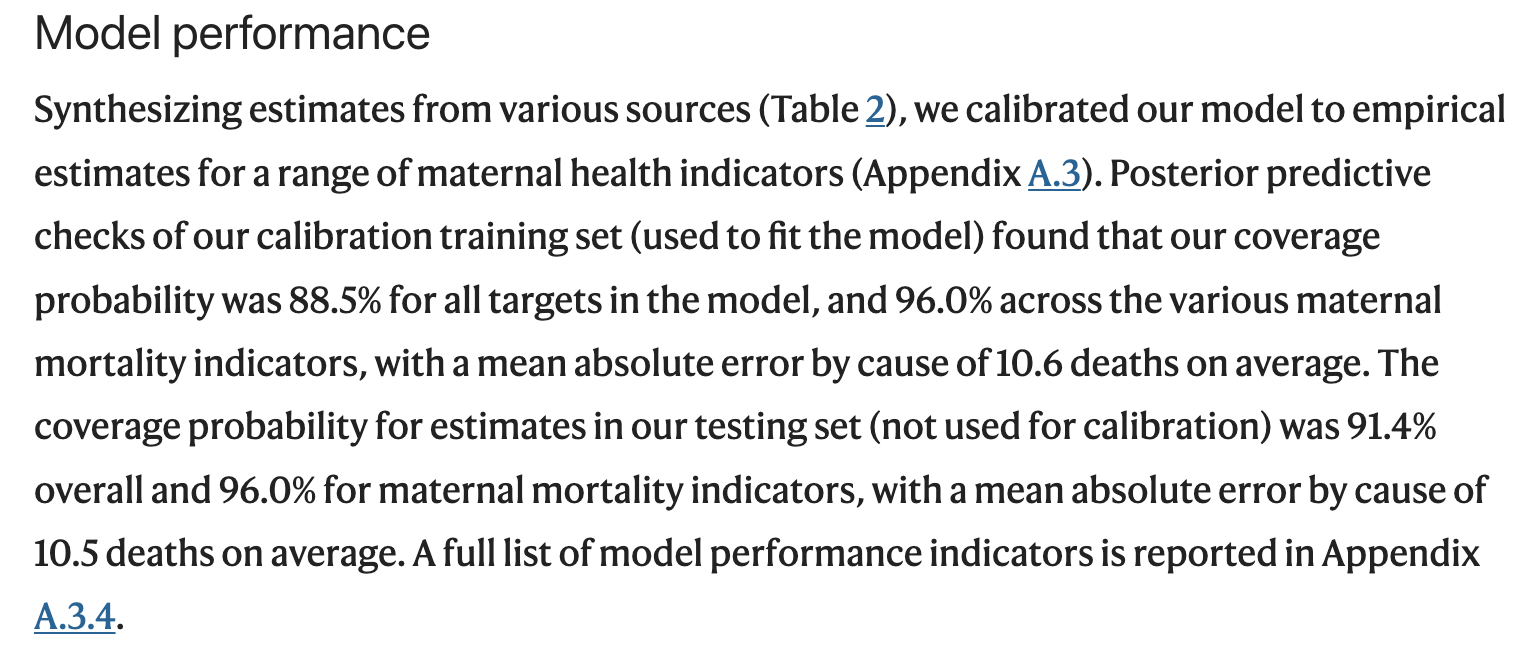 Model performance
Synthesizing estimates from various sources (Table 2), we calibrated our model to empirical
estimates for a range of maternal health indicators (Appendix A.3). Posterior predictive
checks of our calibration training set (used to fit the model) found that our coverage
probability was 88.5% for all targets in the model, and 96.0% across the various maternal
mortality indicators, with a mean absolute error by cause of 10.6 deaths on average. The
coverage probability for estimates in our testing set (not used for calibration) was 91.4%
overall and 96.0% for maternal mortality indicators, with a mean absolute error by cause of
10.5 deaths on average. A full list of model performance indicators is reported in Appendix
A.3.4.